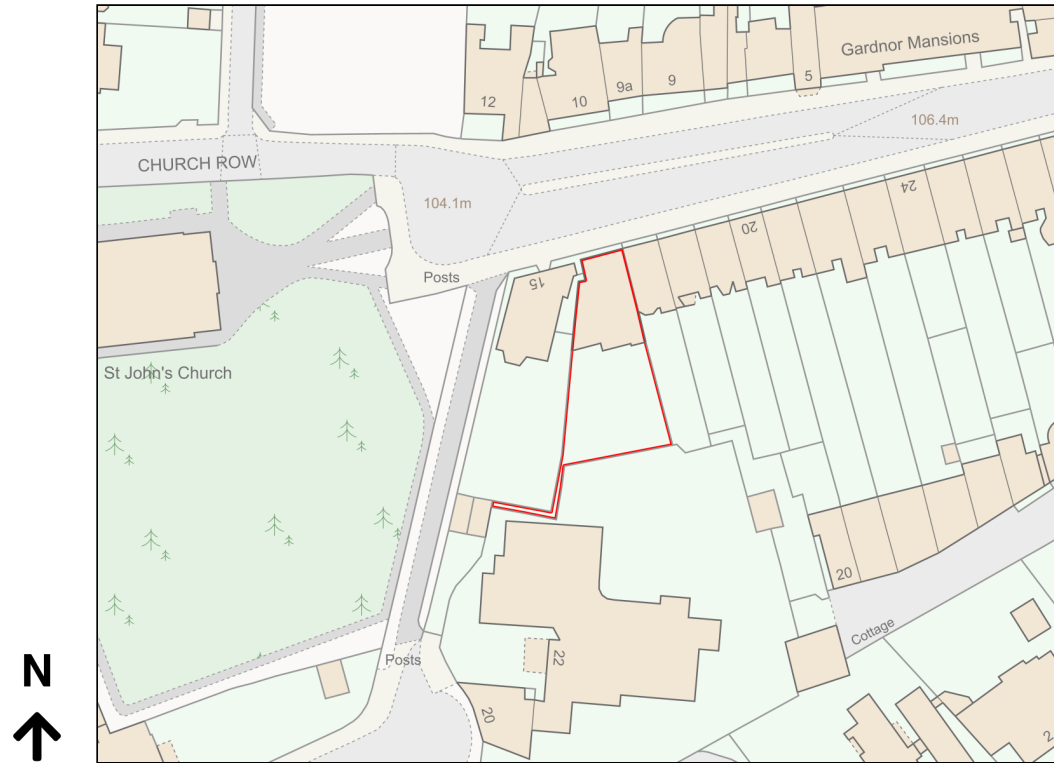 Gardnor Mansions
5
9
9a
10
12
106.4m
CHURCH ROW
24
104.1m
20
Posts
15
St John's Church
20
Cottage
22
Posts
N
20
2